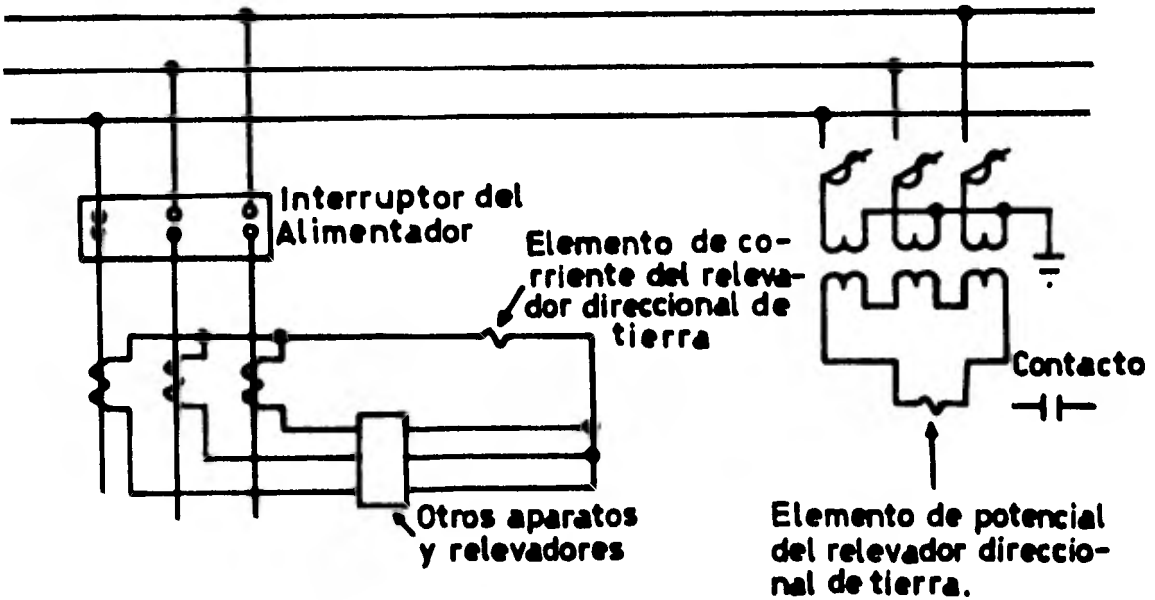 Interruptor del
Alimentador
Elemento de co-
rriente del releva-
dor direccional de
tierra
Contacto
Otros aparatos
y relevadores
Elemento de potencial
del relevador direccio-
nal de tierra.